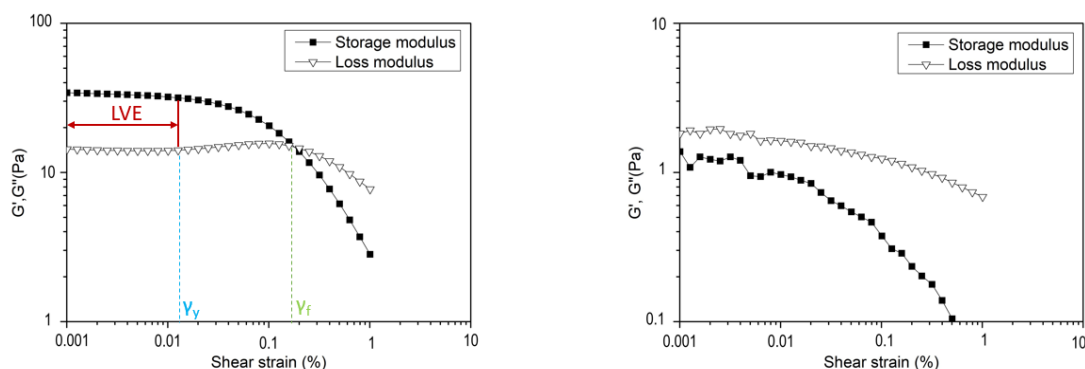 100
10
1
G',G"(Pa)
Storage modulus
Loss modulus
LVE
γy
γf
0.001
0.01
0.1
1
10
Shear strain (%)
10
1
0.1
G', G"(Pa)
Storage modulus
Loss modulus
0.001
0.01
0.1
1
10
Shear strain (%)